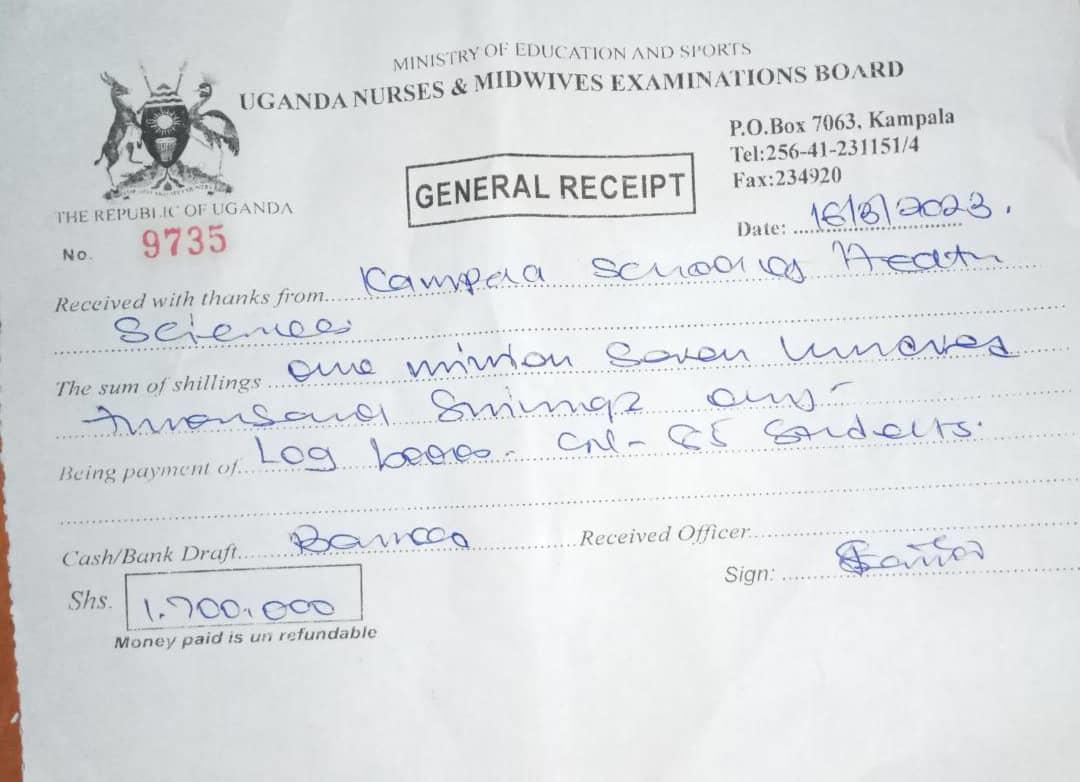 MINISTRY OF EDUCATION AND SPORTS
UGANDA NURSES & MIDWIVES EXAMINATIONS BOARD
P.O.Box 7063, Kampala
Tel:256-41-231151/4
Fax:234920
GENERAL RECEIPT
THE REPUBLIC OF UGANDA
No. 9735
Date: 16/8/2023.
Received with thanks from Kampala School of Health
Sciences
The sum of shillings one million Seven hundred
thousand Shillings only
Being payment of Log books - 85 Students.
Cash/Bank Draft Received Officer
Sign:
Shs. 1.700.000
Money paid is un refundable